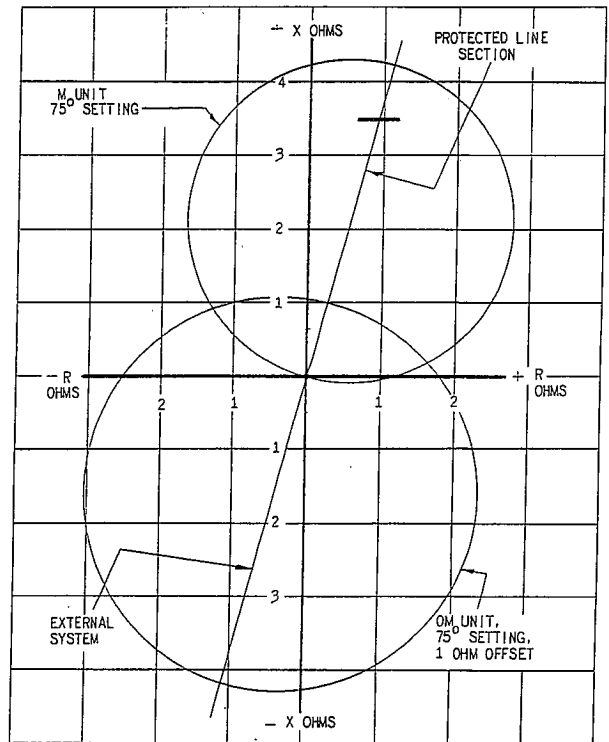 + X OHMS
PROTECTED LINE
SECTION
M UNIT
75° SETTING
4
3
2
1
- R
OHMS
2
1
1
2
+ R
OHMS
1
2
3
EXTERNAL
SYSTEM
OM UNIT,
75° SETTING,
1 OHM OFFSET
- X OHMS